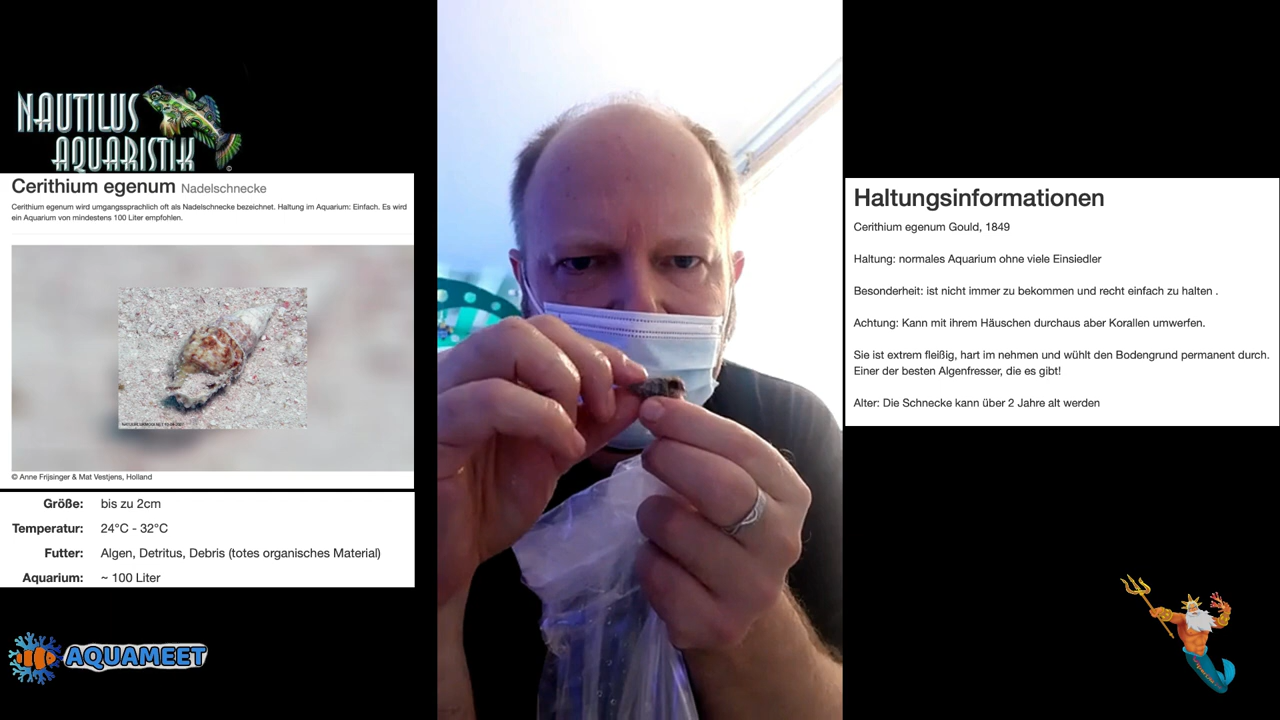 NAUTILUS
AQUARISTIK
Cerithium egenum Nadelschnecke
Cerithium egenum wird umgangssprachlich oft als Nadelschnecke bezeichnet. Haltung im Aquarium: Einfach. Es wird
ein Aquarium von mindestens 100 Liter empfohlen.
© Anne Frijsinger & Mat Vestjens, Holland
Größe: bis zu 2cm
Temperatur: 24°C - 32°C
Futter: Algen, Detritus, Debris (totes organisches Material)
Aquarium: ~ 100 Liter
AQUAMEET
Haltungsinformationen
Cerithium egenum Gould, 1849
Haltung: normales Aquarium ohne viele Einsiedler
Besonderheit: ist nicht immer zu bekommen und recht einfach zu halten .
Achtung: Kann mit ihrem Häuschen durchaus aber Korallen umwerfen.
Sie ist extrem fleißig, hart im nehmen und wühlt den Bodengrund permanent durch.
Einer der besten Algenfresser, die es gibt!
Alter: Die Schnecke kann über 2 Jahre alt werden